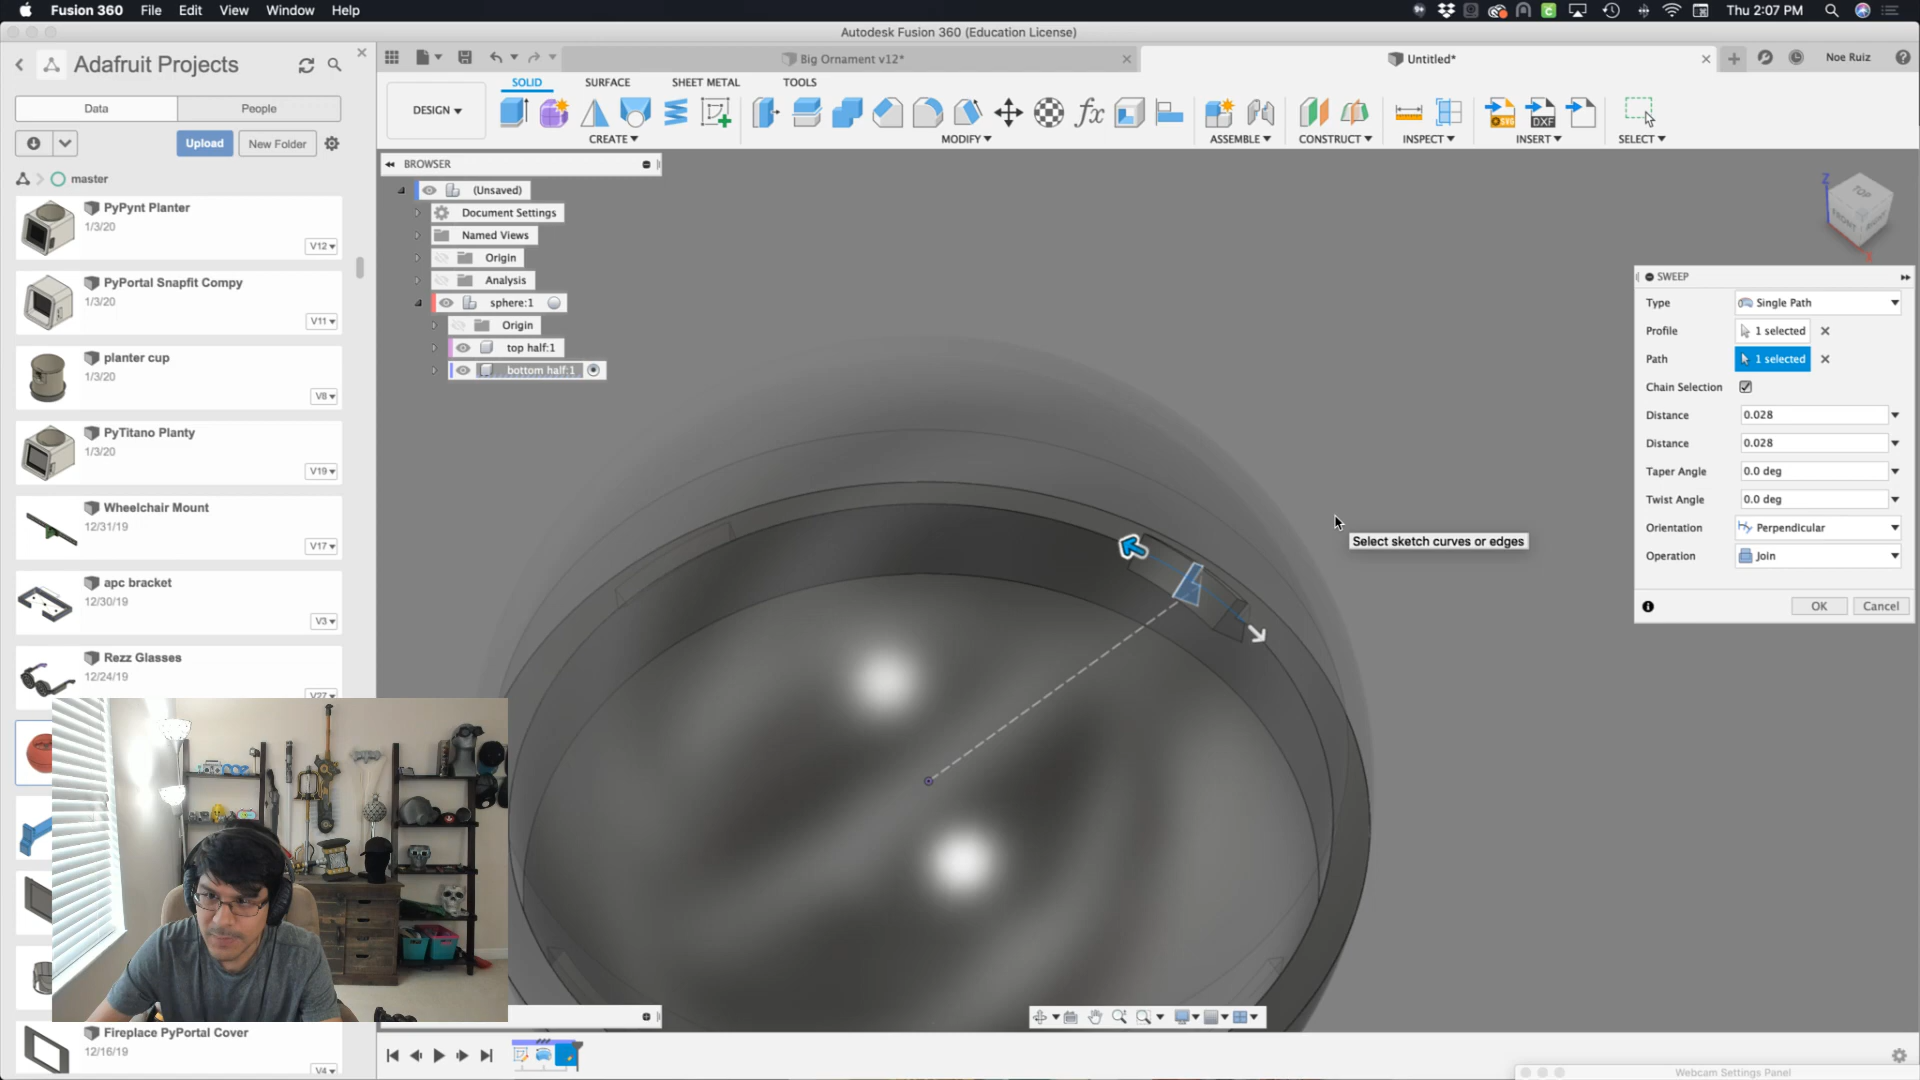 Fusion 360 File Edit View Window Help
Thu 2:07 PM
Autodesk Fusion 360 (Education License)
Adafruit Projects
Big Ornament v12*
Untitled*
Noe Ruiz
Data People
Upload New Folder
master
DESIGN
SOLID SURFACE SHEET METAL TOOLS
CREATE MODIFY ASSEMBLE CONSTRUCT INSPECT INSERT SELECT
PyPynt Planter
1/3/20
V12
PyPortal Snapfit Compy
1/3/20
V11
planter cup
1/3/20
V8
PyTitano Planty
1/3/20
V19
Wheelchair Mount
12/31/19
V17
apc bracket
12/30/19
V3
Rezz Glasses
12/24/19
V27
Fireplace PyPortal Cover
12/16/19
V4
BROWSER
(Unsaved)
Document Settings
Named Views
Origin
Analysis
sphere:1
Origin
top half:1
bottom half:1
Z
TOP
FRONT
RIGHT
X
SWEEP
Type Single Path
Profile 1 selected
Path 1 selected
Chain Selection
Distance 0.028
Distance 0.028
Taper Angle 0.0 deg
Twist Angle 0.0 deg
Orientation Perpendicular
Operation Join
OK Cancel
Select sketch curves or edges
Webcam Settings Panel